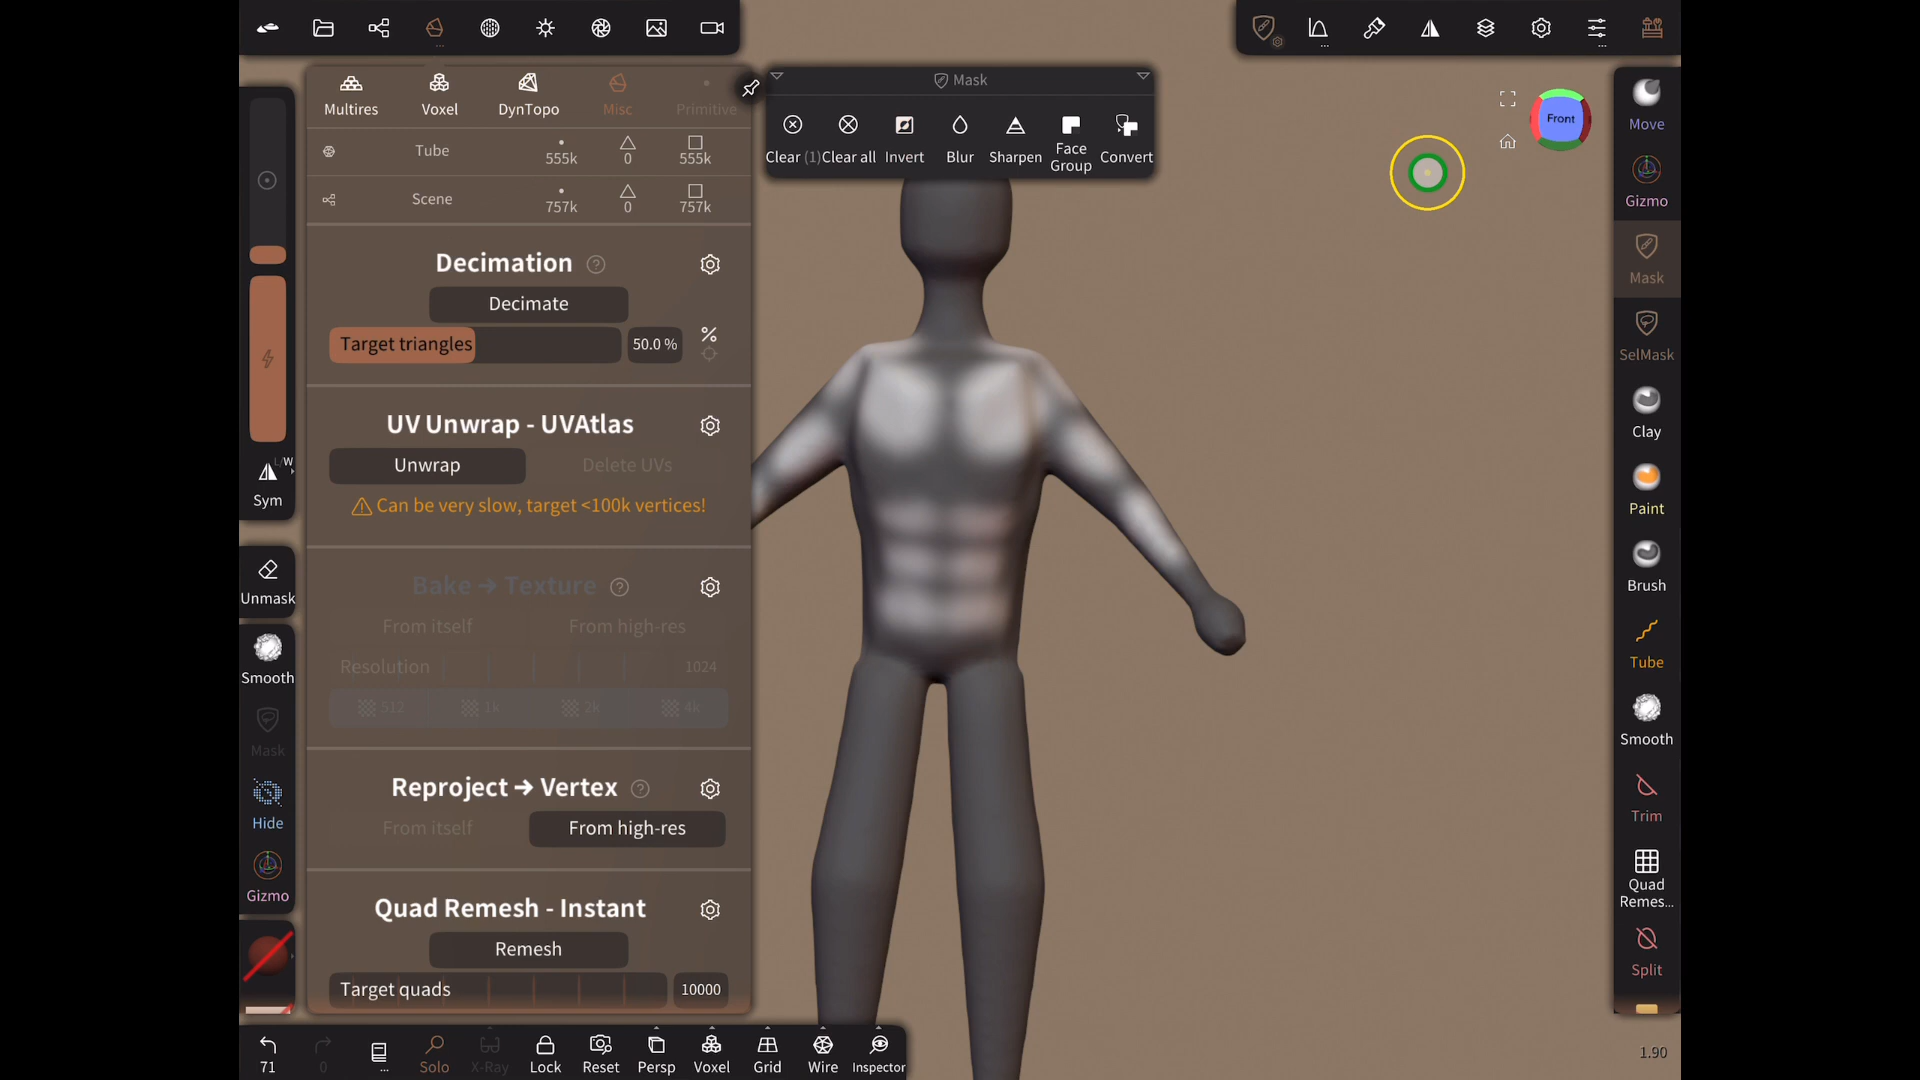 Multires
Voxel
DynTopo
Misc
Primitive
Tube
555k
0
555k
Scene
757k
0
757k
Decimation
Decimate
Target triangles
50.0 %
%
UV Unwrap - UVAtlas
Unwrap
Delete UVs
Can be very slow, target <100k vertices!
Bake → Texture
From itself
From high-res
Resolution
1024
512
1k
2k
4k
Reproject → Vertex
From itself
From high-res
Quad Remesh - Instant
Remesh
Target quads
10000
Mask
Clear (1)
Clear all
Invert
Blur
Sharpen
Face
Group
Convert
Front
L/W
Sym
Unmask
Smooth
Mask
Hide
Gizmo
Move
Gizmo
Mask
SelMask
Clay
Paint
Brush
Tube
Smooth
Trim
Quad
Remes...
Split
71
0
Solo
X-Ray
Lock
Reset
Persp
Voxel
Grid
Wire
Inspector
1.90